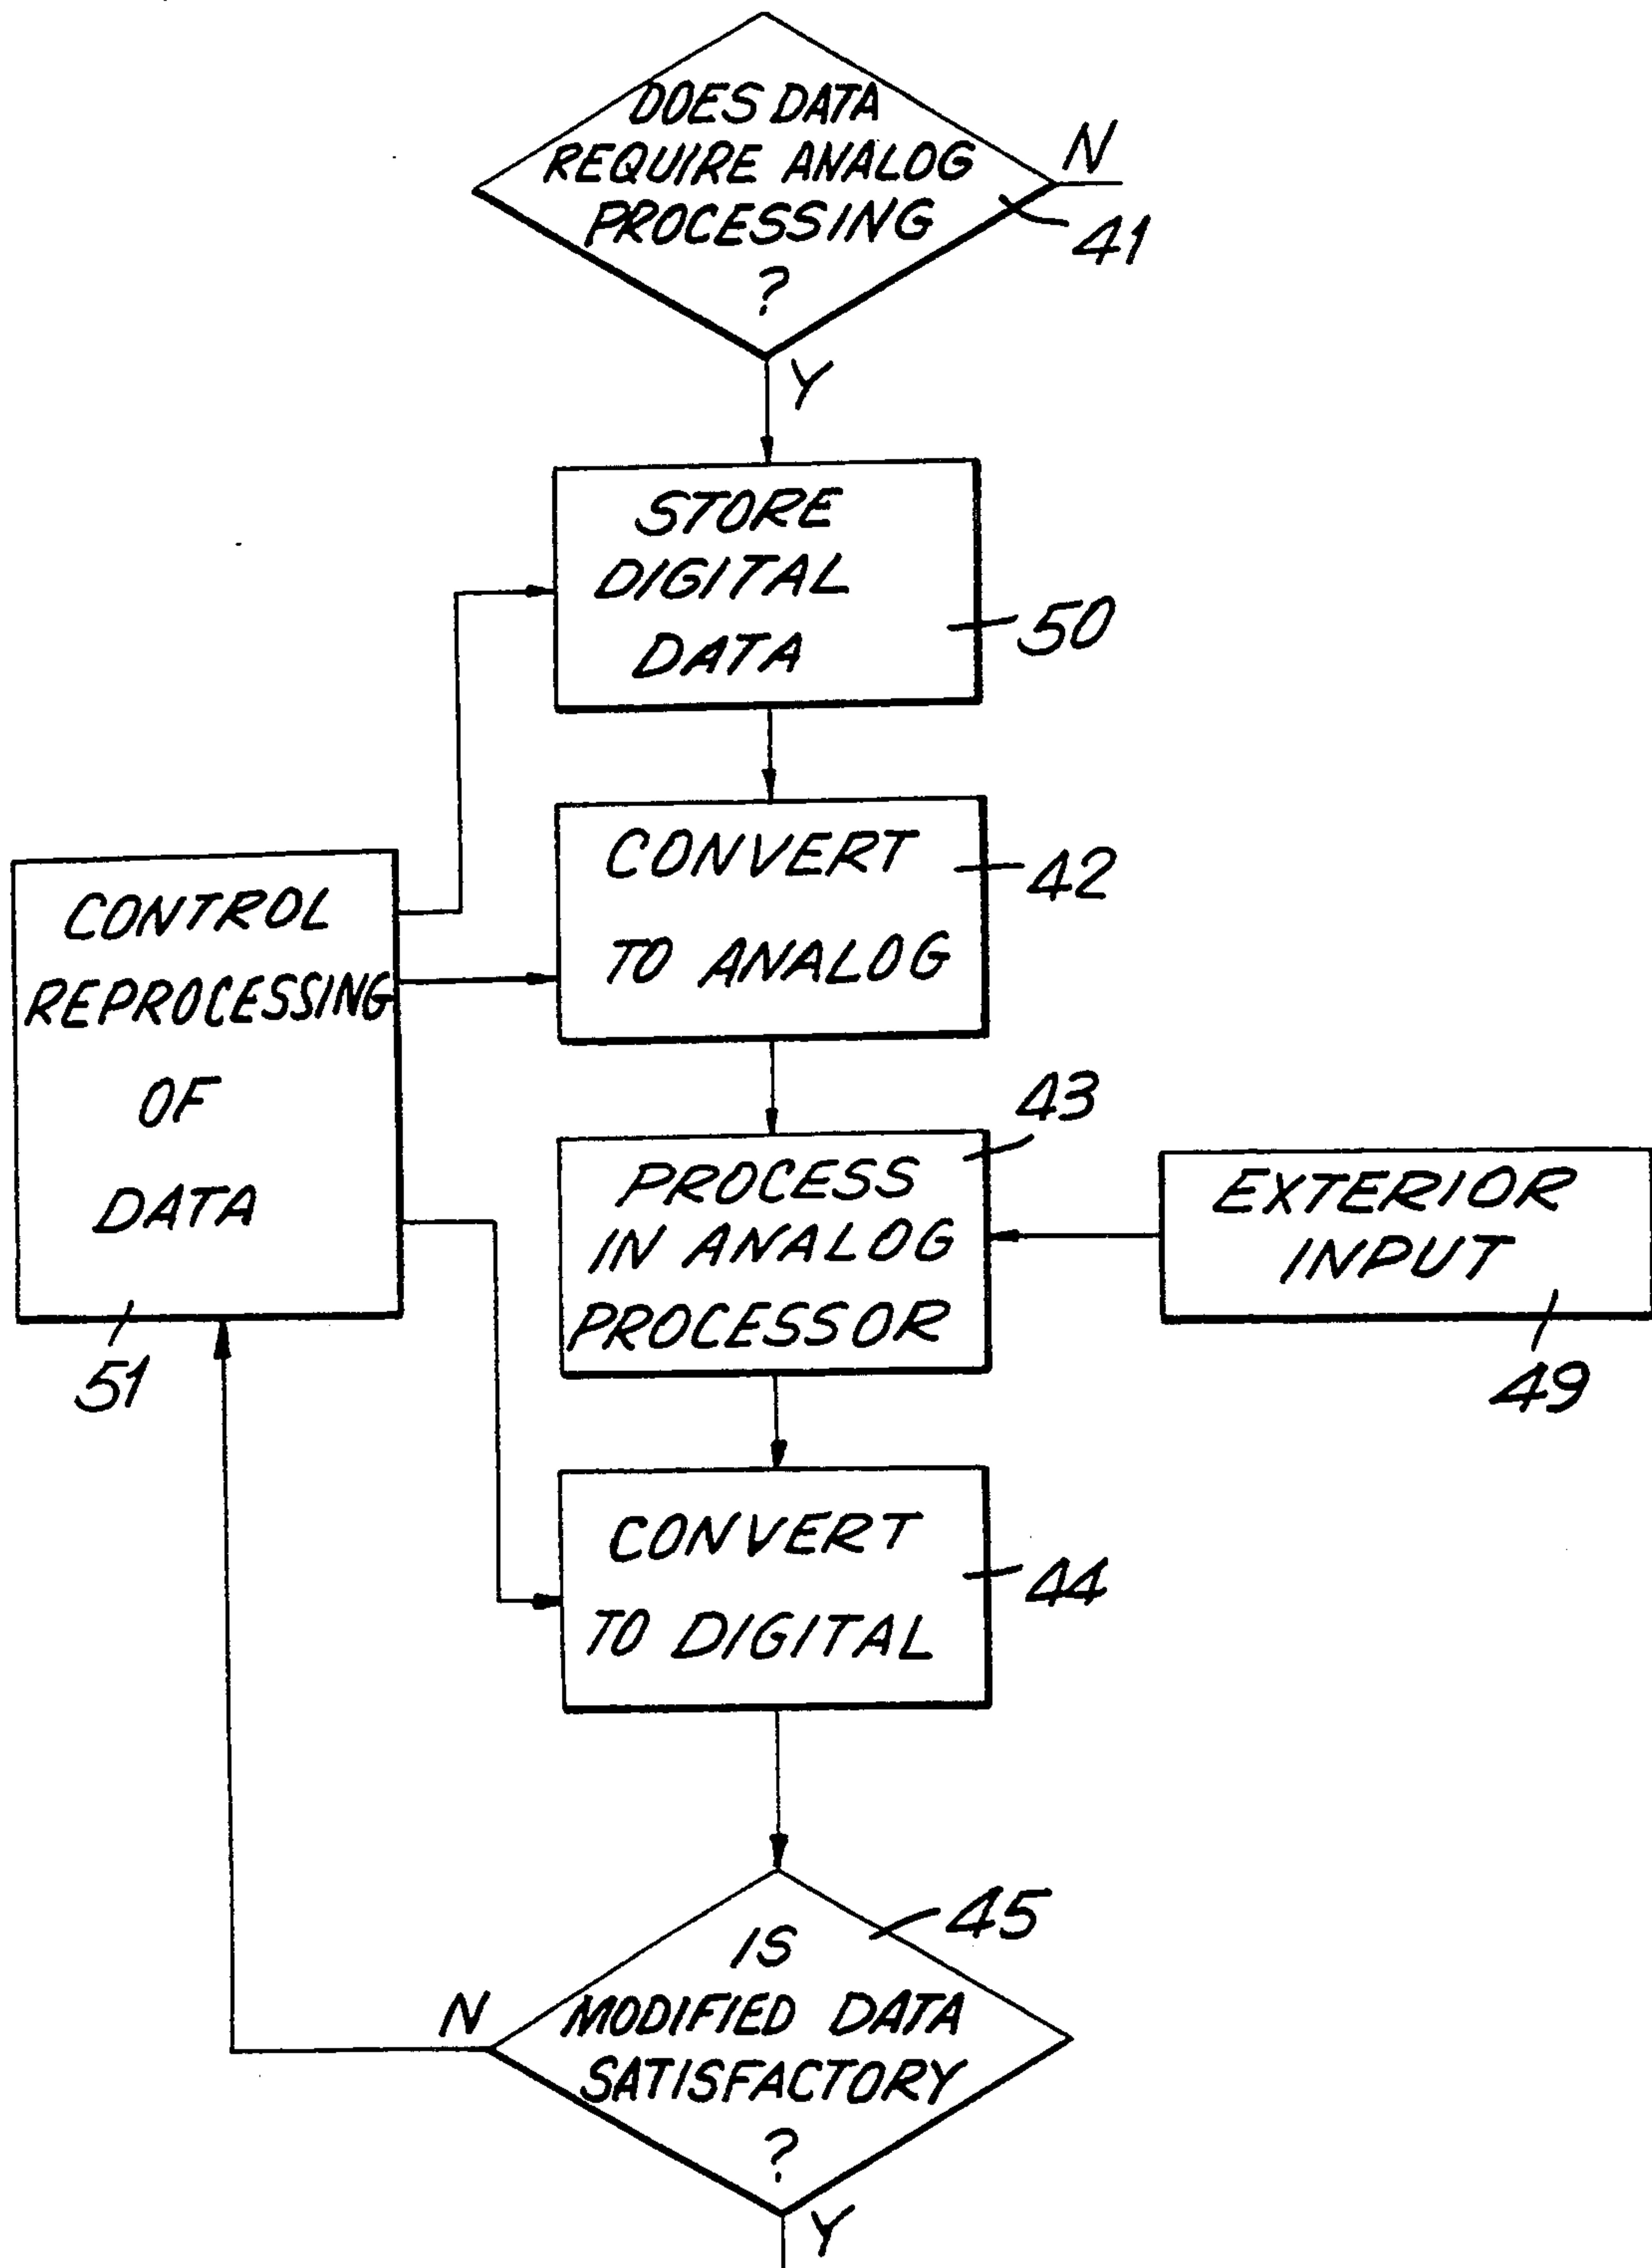 DOES DATA
REQUIRE ANALOG
PROCESSING
?
N
41
Y
STORE
DIGITAL
DATA
50
CONVERT
TO ANALOG
42
CONTROL
REPROCESSING
OF
DATA
51
PROCESS
IN ANALOG
PROCESSOR
43
EXTERIOR
INPUT
49
CONVERT
TO DIGITAL
44
IS
MODIFIED DATA
SATISFACTORY
?
45
N
Y